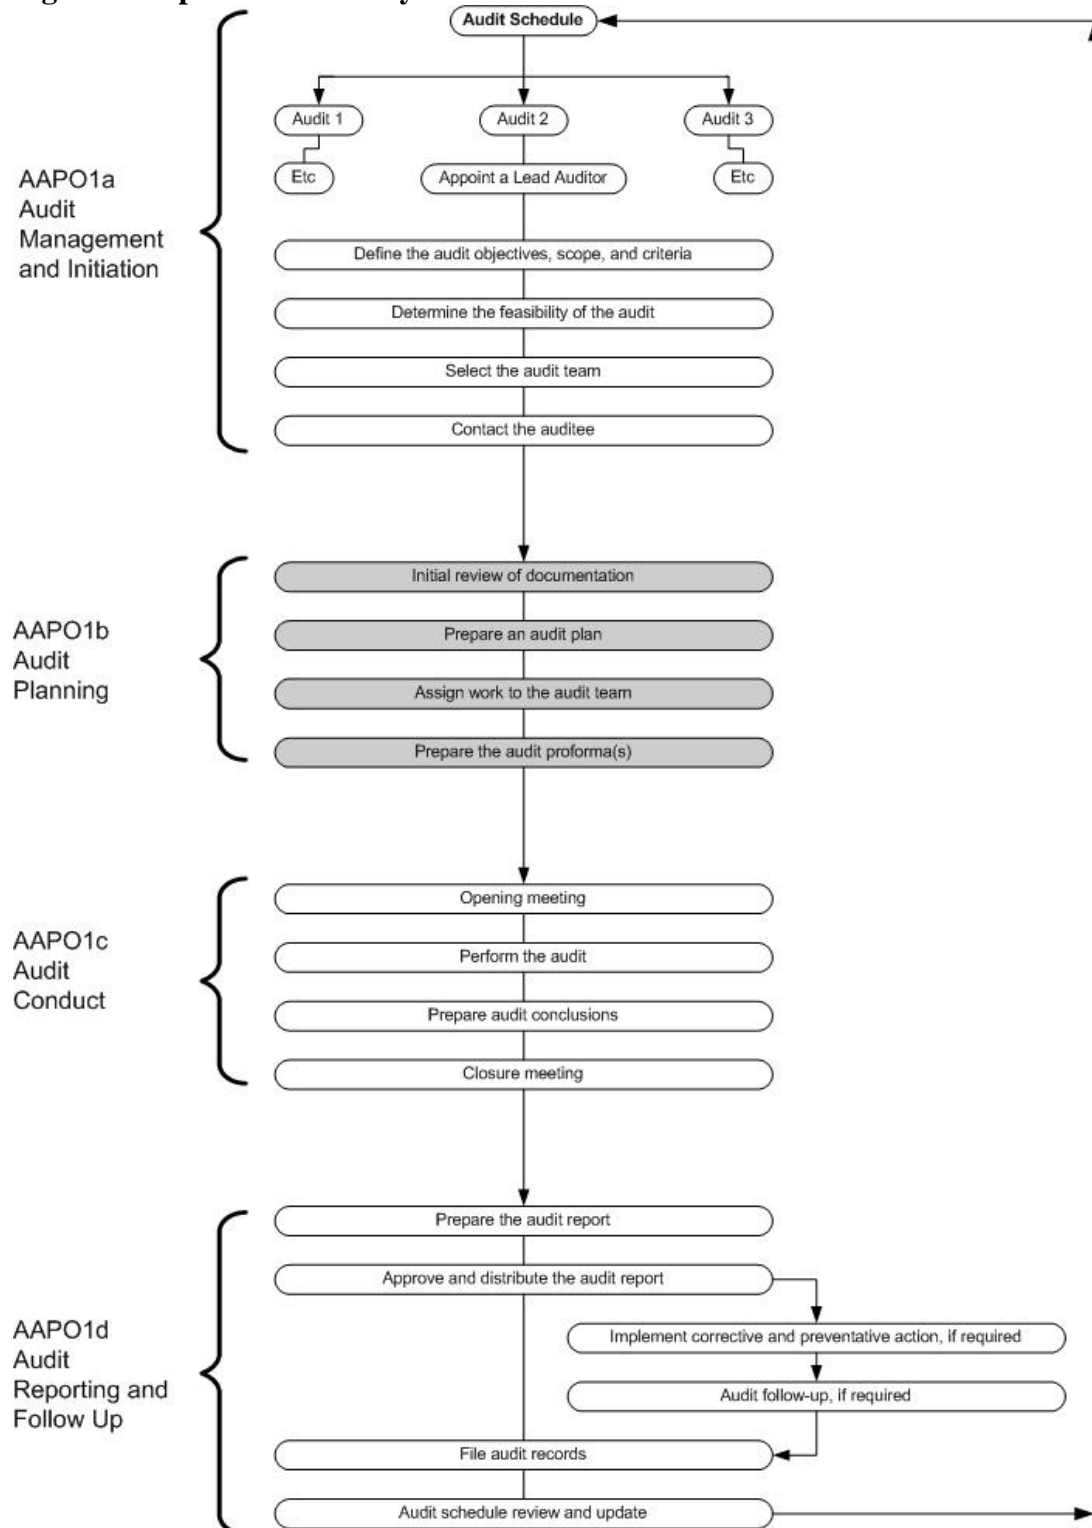 Audit Schedule
Audit 1
Audit 2
Audit 3
Etc
Appoint a Lead Auditor
Etc
AAPO1a
Audit
Management
and Initiation
Define the audit objectives, scope, and criteria
Determine the feasibility of the audit
Select the audit team
Contact the auditee
AAPO1b
Audit
Planning
Initial review of documentation
Prepare an audit plan
Assign work to the audit team
Prepare the audit proforma(s)
AAPO1c
Audit
Conduct
Opening meeting
Perform the audit
Prepare audit conclusions
Closure meeting
AAPO1d
Audit
Reporting and
Follow Up
Prepare the audit report
Approve and distribute the audit report
Implement corrective and preventative action, if required
Audit follow-up, if required
File audit records
Audit schedule review and update